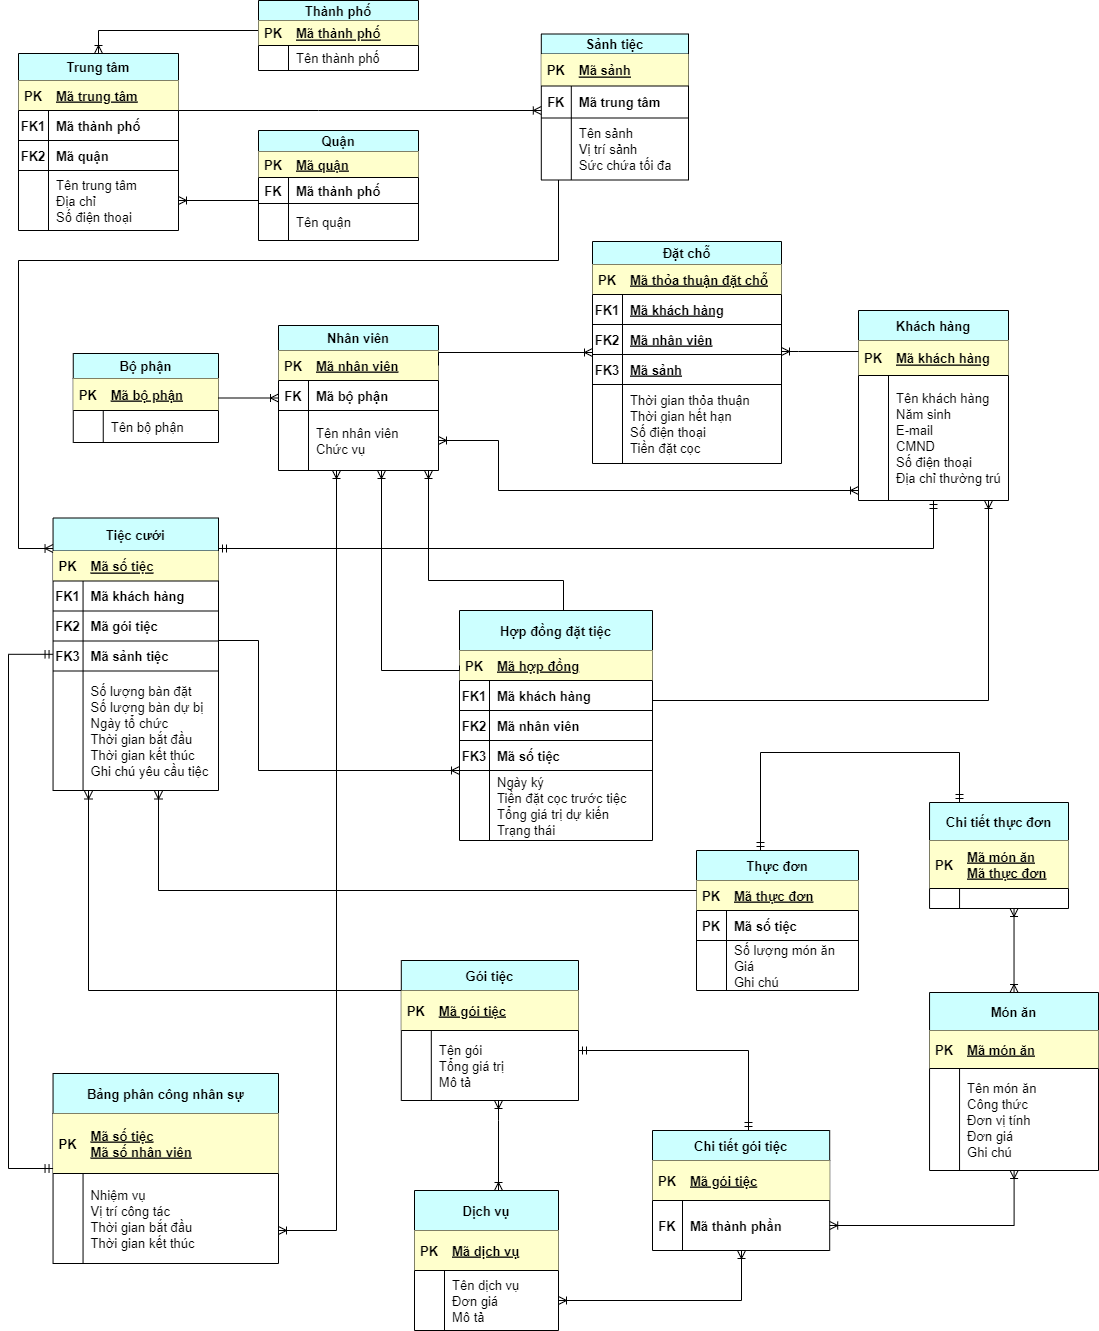 Thành phố
PK Mã thành phố
Tên thành phố
Trung tâm
PK Mã trung tâm
FK1 Mã thành phố
FK2 Mã quận
Tên trung tâm
Địa chỉ
Số điện thoại
Quận
PK Mã quận
FK Mã thành phố
Tên quận
Sảnh tiệc
PK Mã sảnh
FK Mã trung tâm
Tên sảnh
Vị trí sảnh
Sức chứa tối đa
Đặt chỗ
PK Mã thỏa thuận đặt chỗ
FK1 Mã khách hàng
FK2 Mã nhân viên
FK3 Mã sảnh
Thời gian thỏa thuận
Thời gian hết hạn
Số điện thoại
Tiền đặt cọc
Khách hàng
PK Mã khách hàng
Tên khách hàng
Năm sinh
E-mail
CMND
Số điện thoại
Địa chỉ thường trú
Nhân viên
PK Mã nhân viên
FK Mã bộ phận
Tên nhân viên
Chức vụ
Bộ phận
PK Mã bộ phận
Tên bộ phận
Tiệc cưới
PK Mã số tiệc
FK1 Mã khách hàng
FK2 Mã gói tiệc
FK3 Mã sảnh tiệc
Số lượng bàn đặt
Số lượng bàn dự bị
Ngày tổ chức
Thời gian bắt đầu
Thời gian kết thúc
Ghi chú yêu cầu tiệc
Hợp đồng đặt tiệc
PK Mã hợp đồng
FK1 Mã khách hàng
FK2 Mã nhân viên
FK3 Mã số tiệc
Ngày ký
Tiền đặt cọc trước tiệc
Tổng giá trị dự kiến
Trạng thái
Thực đơn
PK Mã thực đơn
PK Mã số tiệc
Số lượng món ăn
Giá
Ghi chú
Chi tiết thực đơn
PK Mã món ăn
Mã thực đơn
Gói tiệc
PK Mã gói tiệc
Tên gói
Tổng giá trị
Mô tả
Món ăn
PK Mã món ăn
Tên món ăn
Công thức
Đơn vị tính
Đơn giá
Ghi chú
Bảng phân công nhân sự
PK Mã số tiệc
Mã số nhân viên
Nhiệm vụ
Vị trí công tác
Thời gian bắt đầu
Thời gian kết thúc
Chi tiết gói tiệc
PK Mã gói tiệc
FK Mã thành phần
Dịch vụ
PK Mã dịch vụ
Tên dịch vụ
Đơn giá
Mô tả